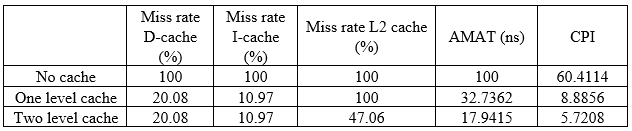 Miss rate D-cache (%) Miss rate I-cache (%) Miss rate L2 cache (%) AMAT (ns) CPI
No cache 100 100 100 100 60.4114
One level cache 20.08 10.97 100 32.7362 8.8856
Two level cache 20.08 10.97 47.06 17.9415 5.7208